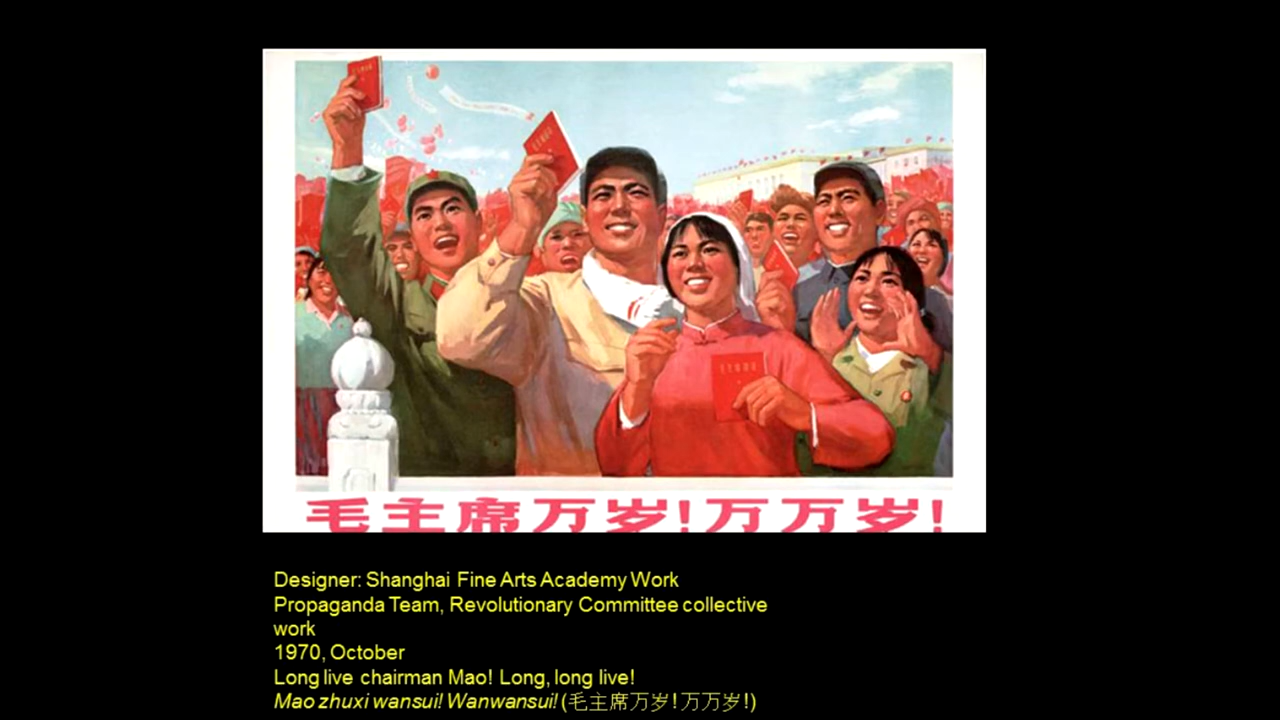 毛主席万岁!万万岁!
Designer: Shanghai Fine Arts Academy Work
Propaganda Team, Revolutionary Committee collective
work
1970, October
Long live chairman Mao! Long, long live!
Mao zhuxi wansui! Wanwansui! (毛主席万岁!万万岁!)